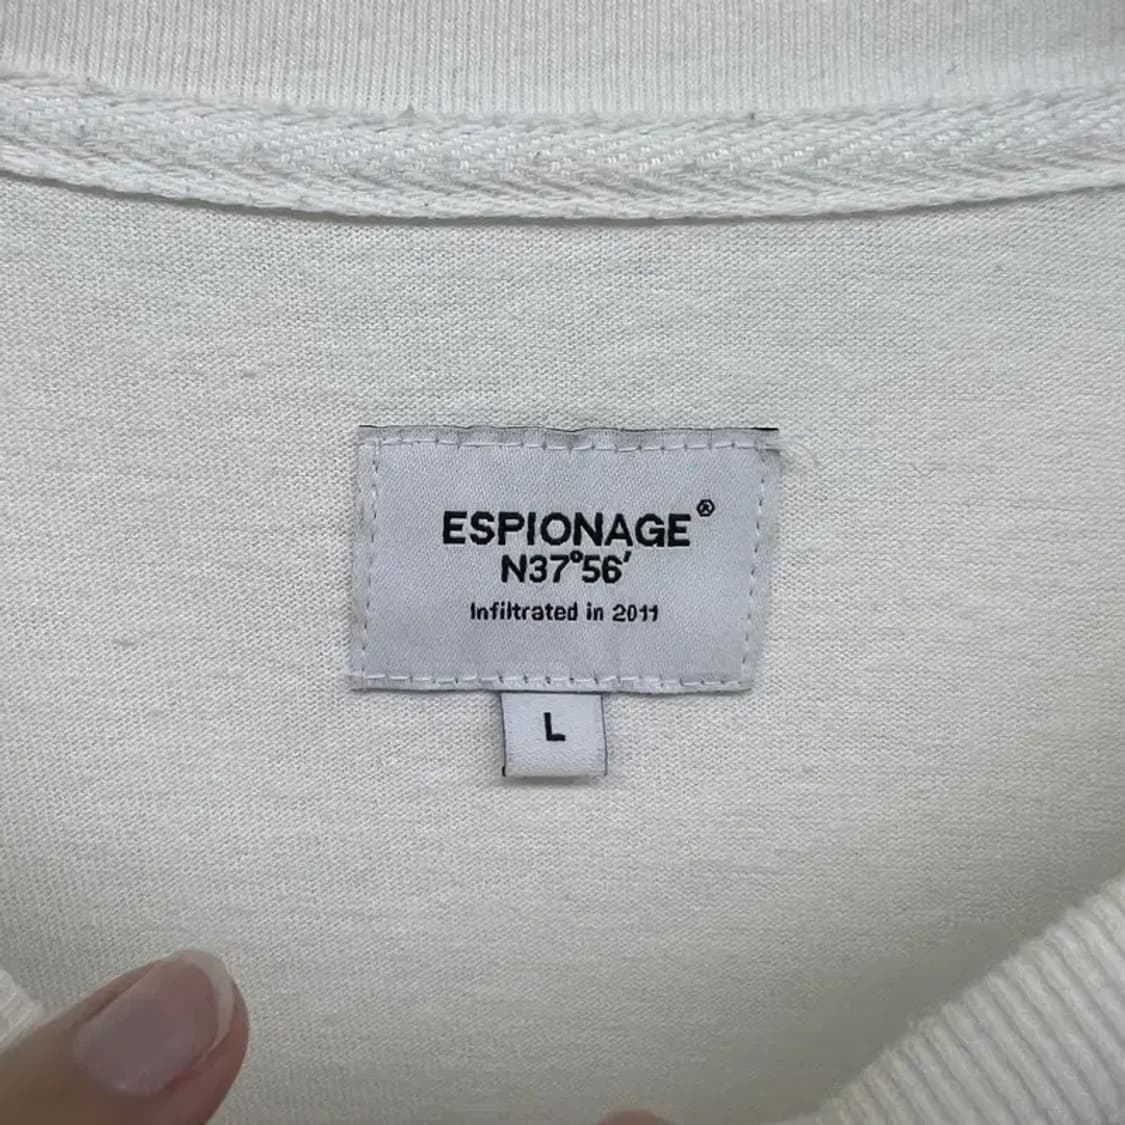 ESPIONAGE®
N37°56′
Infiltrated in 2011
L